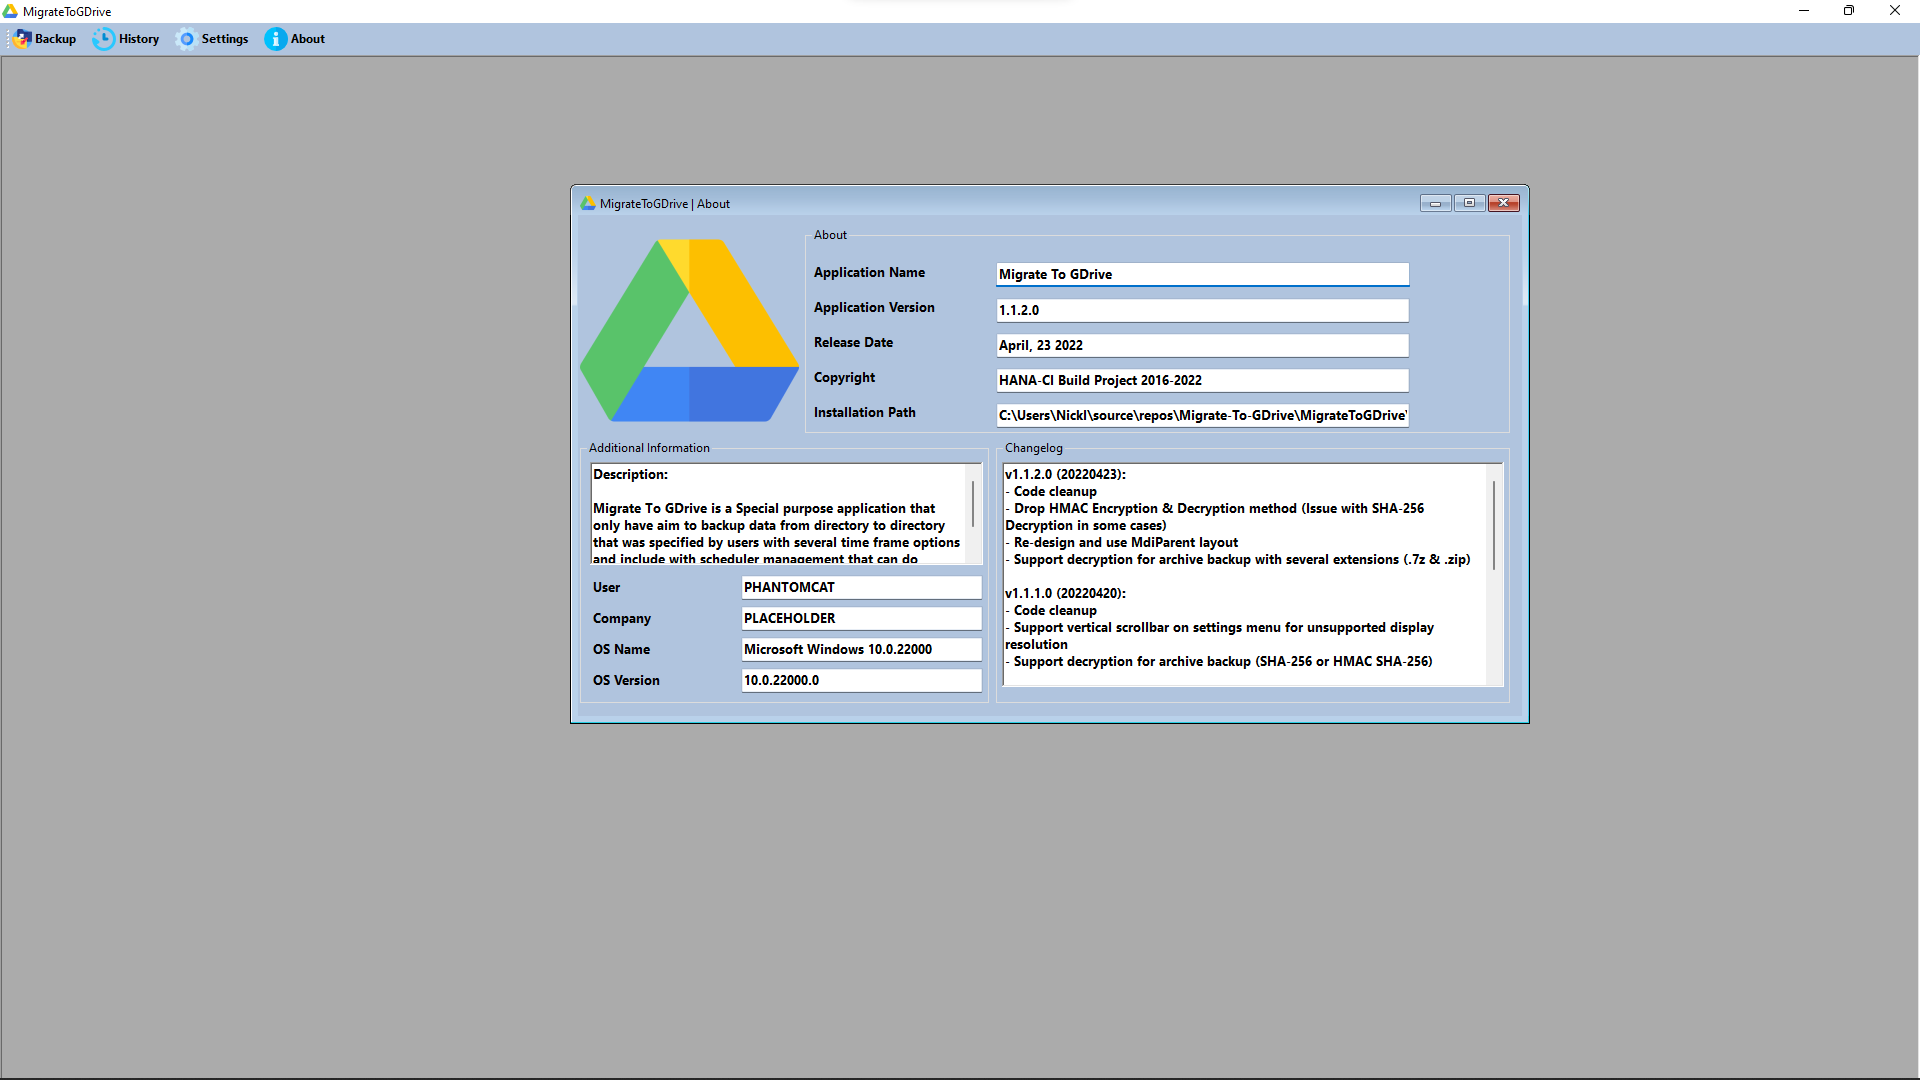 MigrateToGDrive
Backup History Settings About
MigrateToGDrive | About
About
Application Name Migrate To GDrive
Application Version 1.1.2.0
Release Date April, 23 2022
Copyright HANA-CI Build Project 2016-2022
Installation Path C:\Users\Nickl\source\repos\Migrate-To-GDrive\MigrateToGDrive\
Additional Information
Description:
Migrate To GDrive is a Special purpose application that
only have aim to backup data from directory to directory
that was specified by users with several time frame options
and include with scheduler management that can do
User PHANTOMCAT
Company PLACEHOLDER
OS Name Microsoft Windows 10.0.22000
OS Version 10.0.22000.0
Changelog
v1.1.2.0 (20220423):
- Code cleanup
- Drop HMAC Encryption & Decryption method (Issue with SHA-256
Decryption in some cases)
- Re-design and use MdiParent layout
- Support decryption for archive backup with several extensions (.7z & .zip)
v1.1.1.0 (20220420):
- Code cleanup
- Support vertical scrollbar on settings menu for unsupported display
resolution
- Support decryption for archive backup (SHA-256 or HMAC SHA-256)